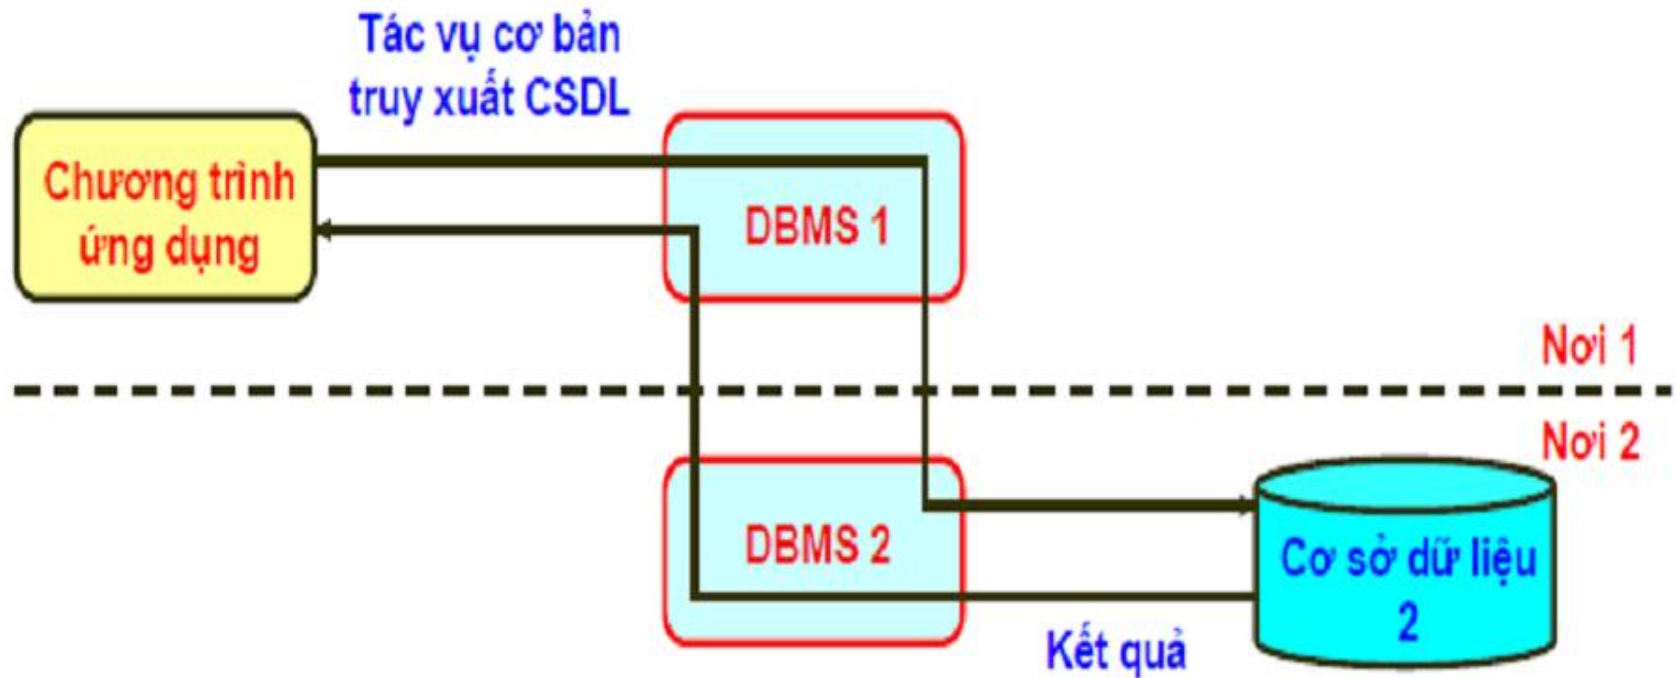 Tác vụ cơ bản
truy xuất CSDL
Chương trình
ứng dụng
DBMS 1
Nơi 1
Nơi 2
DBMS 2
Cơ sở dữ liệu
2
Kết quả